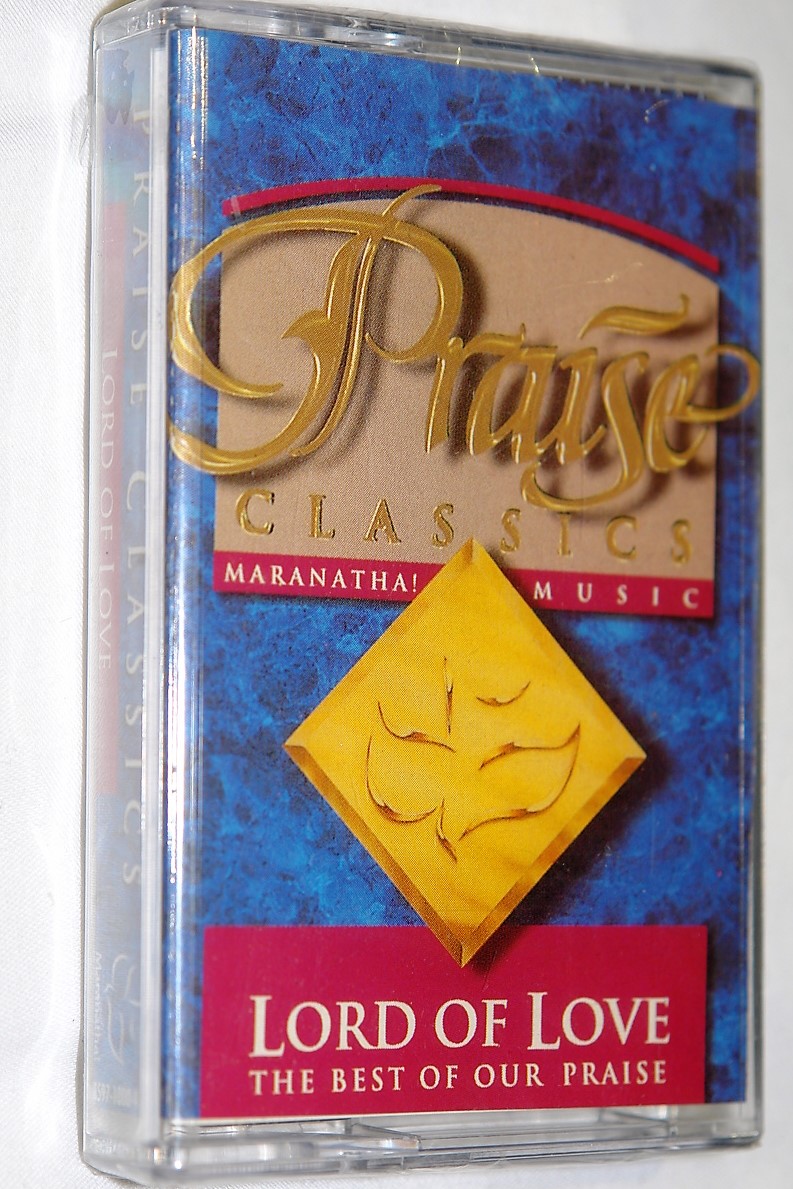 Praise
CLASSICS
MARANATHA! MUSIC
LORD OF LOVE
THE BEST OF OUR PRAISE
PRAISE CLASSICS
LORD OF LOVE